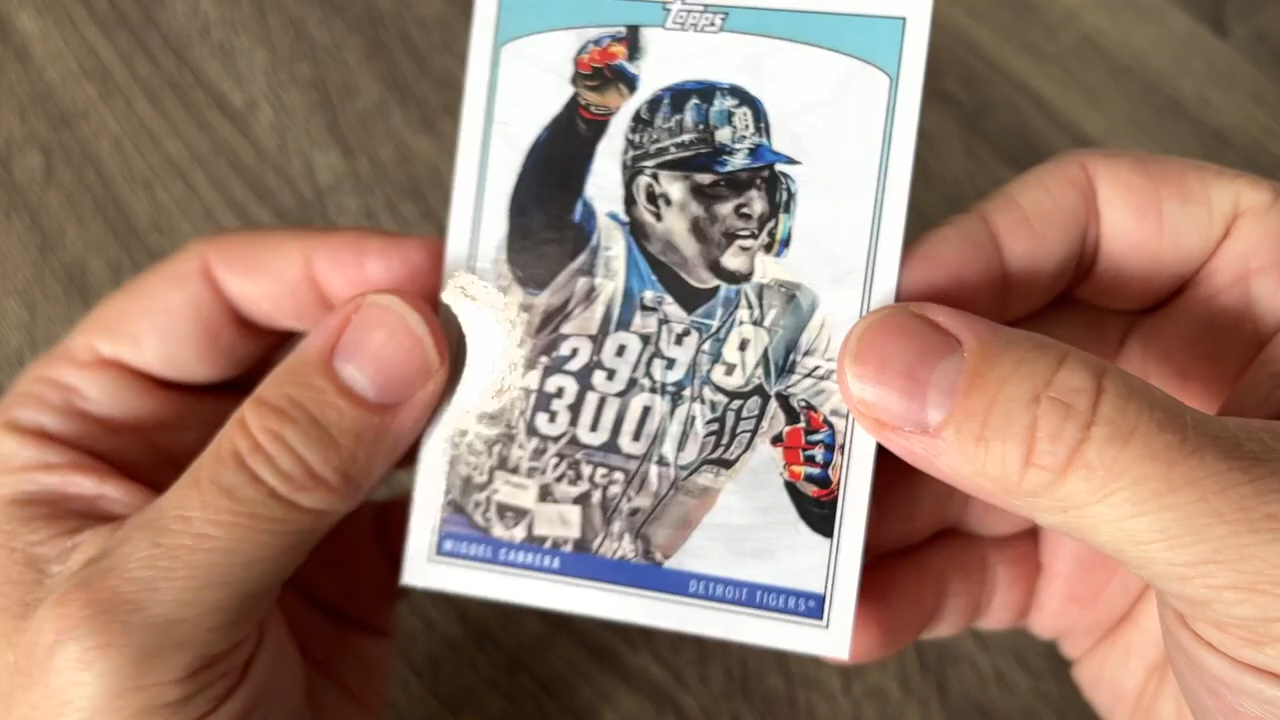 Topps
D
2999
3000
D
MIGUEL CABRERA
DETROIT TIGERS®